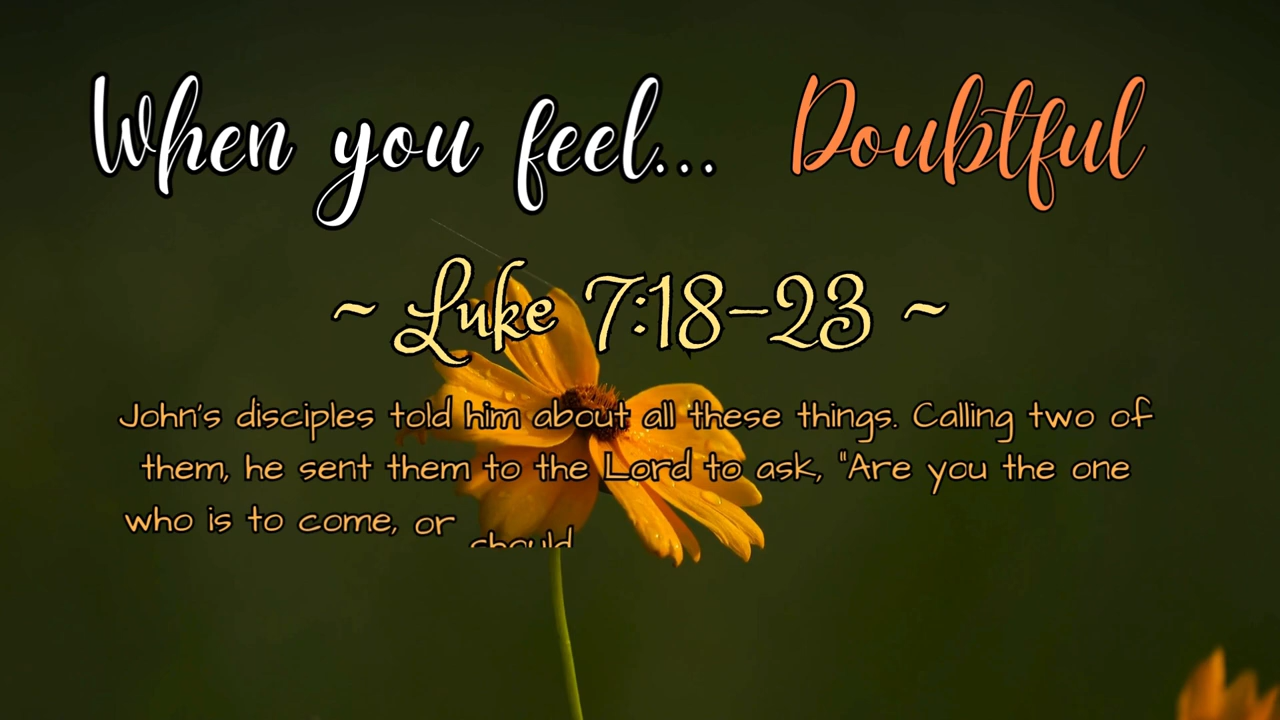 When you feel... Doubtful
~ Luke 7:18-23 ~
John's disciples told him about all these things. Calling two of
them, he sent them to the Lord to ask, "Are you the one
who is to come, or should